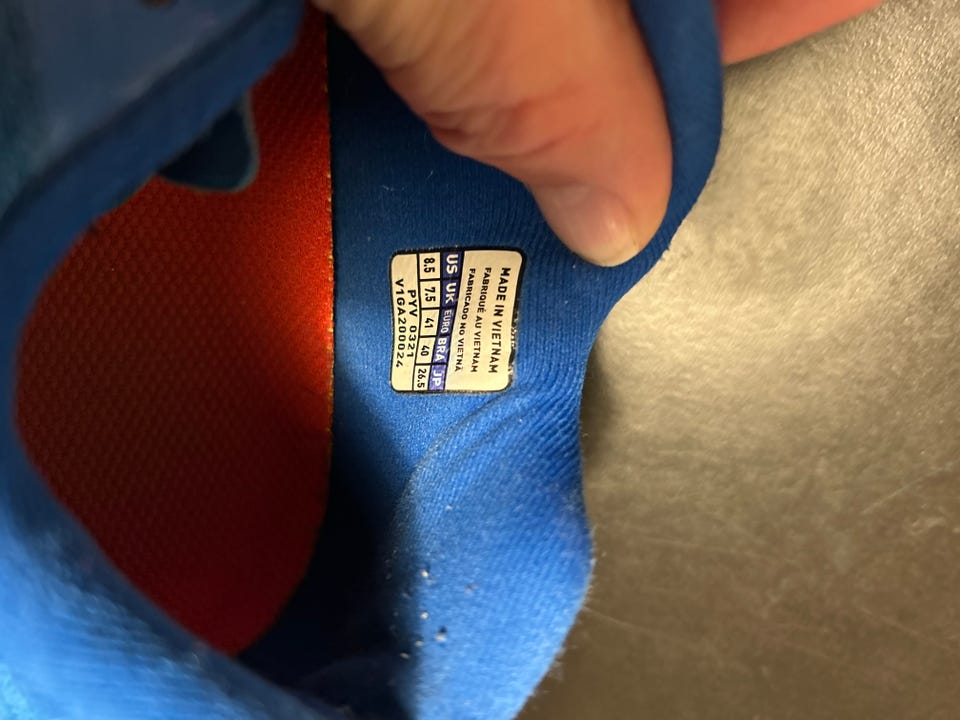 MADE IN VIETNAM
FABRIQUÉ AU VIETNAM
FABRICADO NO VIETNÃ
US UK EURO BRA JP
8.5 7.5 41 40 26.5
PYV 0321
V1GA200024